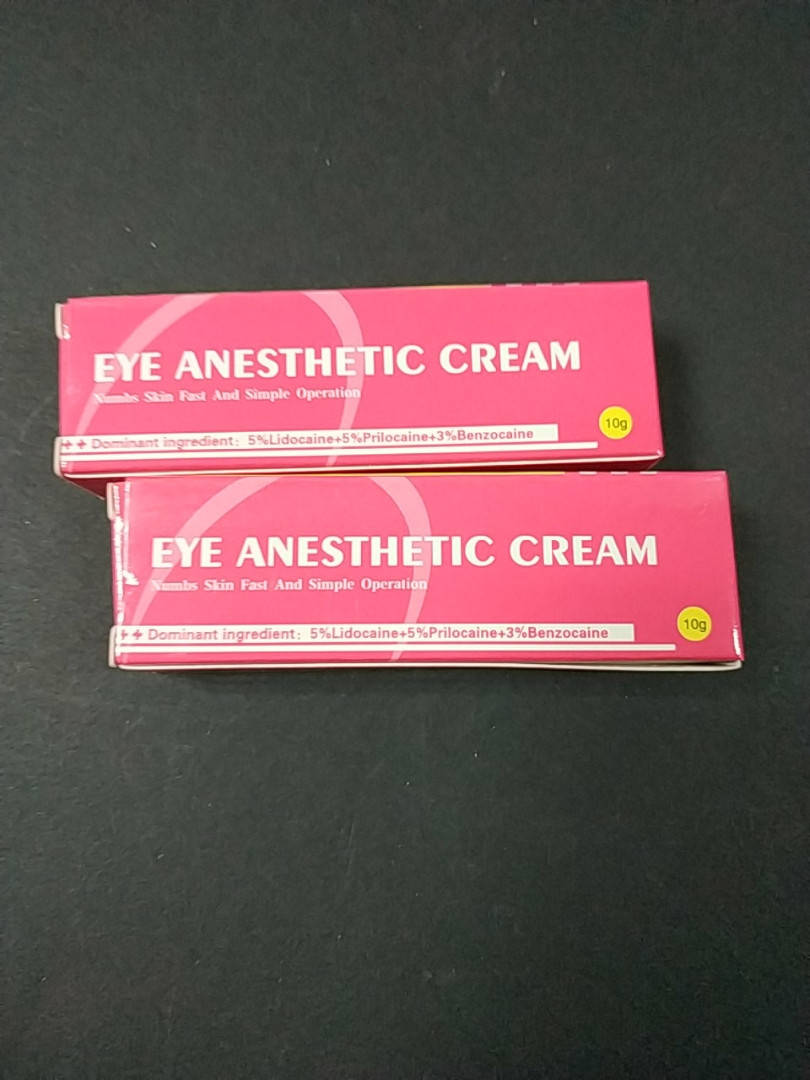 EYE ANESTHETIC CREAM
Numbs Skin Fast And Simple Operation
Dominant ingredient: 5%Lidocaine+5%Prilocaine+3%Benzocaine
10g
EYE ANESTHETIC CREAM
Numbs Skin Fast And Simple Operation
Dominant ingredient: 5%Lidocaine+5%Prilocaine+3%Benzocaine
10g